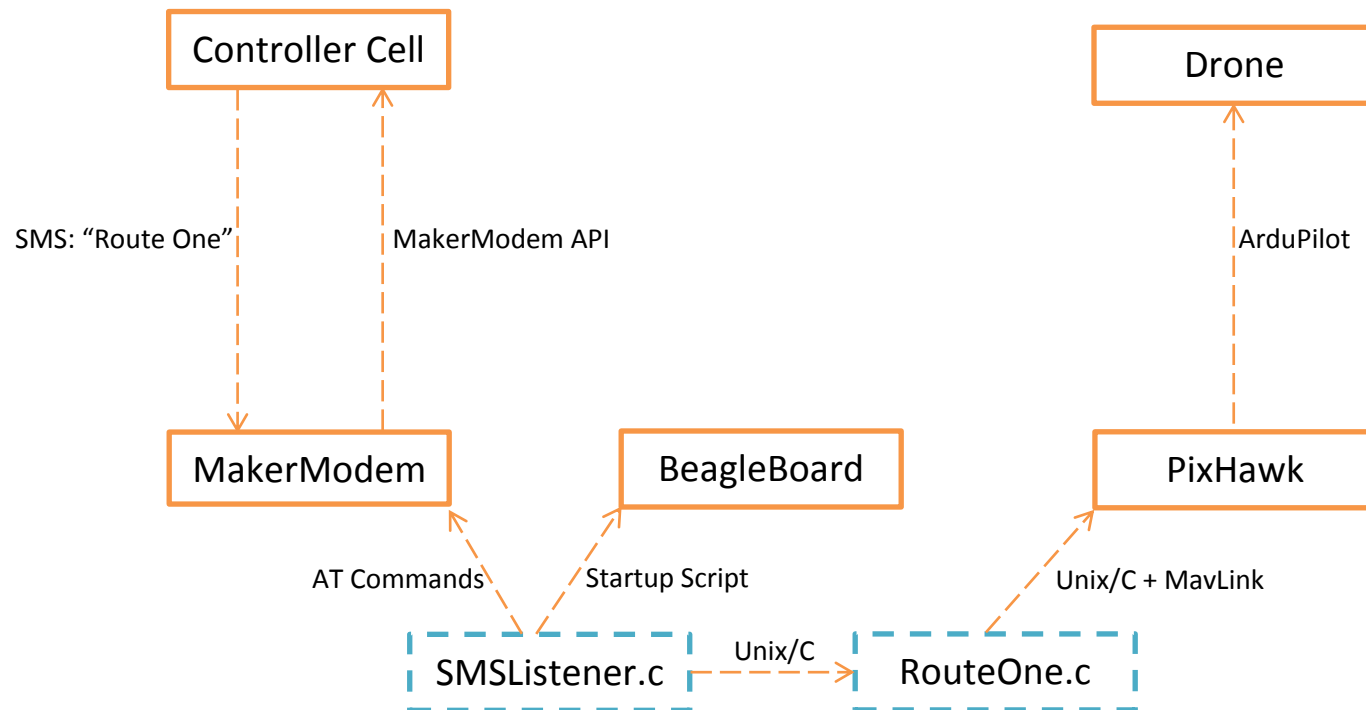 Controller Cell
Drone
SMS: “Route One”
MakerModem API
ArduPilot
MakerModem
BeagleBoard
PixHawk
AT Commands
Startup Script
Unix/C + MavLink
SMSListener.c
Unix/C
RouteOne.c